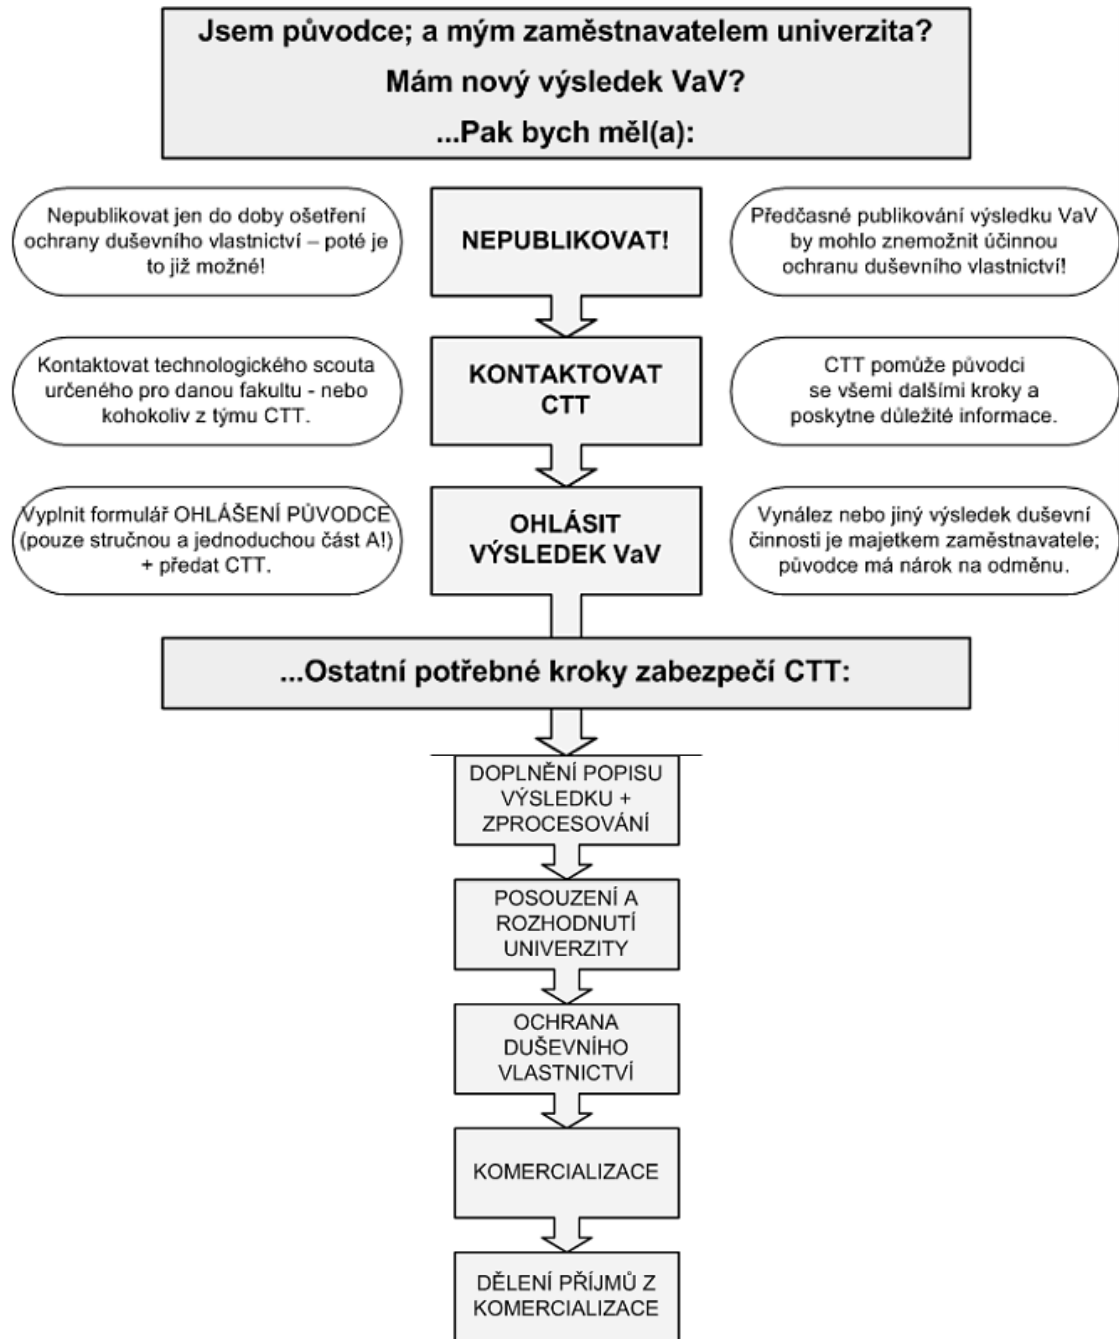 Jsem původce; a mým zaměstnavatelem univerzita?
Mám nový výsledek VaV?
...Pak bych měl(a):
Nepublikovat jen do doby ošetření
ochrany duševního vlastnictví – poté je
to již možné!
NEPUBLIKOVAT!
Předčasné publikování výsledku VaV
by mohlo znemožnit účinnou
ochranu duševního vlastnictví!
Kontaktovat technologického scouta
určeného pro danou fakultu - nebo
kohokoliv z týmu CTT.
KONTAKTOVAT
CTT
CTT pomůže původci
se všemi dalšími kroky a
poskytne důležité informace.
Vyplnit formulář OHLÁŠENÍ PŮVODCE
(pouze stručnou a jednoduchou část A!)
+ předat CTT.
OHLÁSIT
VÝSLEDEK VaV
Vynález nebo jiný výsledek duševní
činnosti je majetkem zaměstnavatele;
původce má nárok na odměnu.
...Ostatní potřebné kroky zabezpečí CTT:
DOPLNĚNÍ POPISU
VÝSLEDKU +
ZPROCESOVÁNÍ
POSOUZENÍ A
ROZHODNUTÍ
UNIVERZITY
OCHRANA
DUŠEVNÍHO
VLASTNICTVÍ
KOMERCIALIZACE
DĚLENÍ PŘÍJMŮ Z
KOMERCIALIZACE